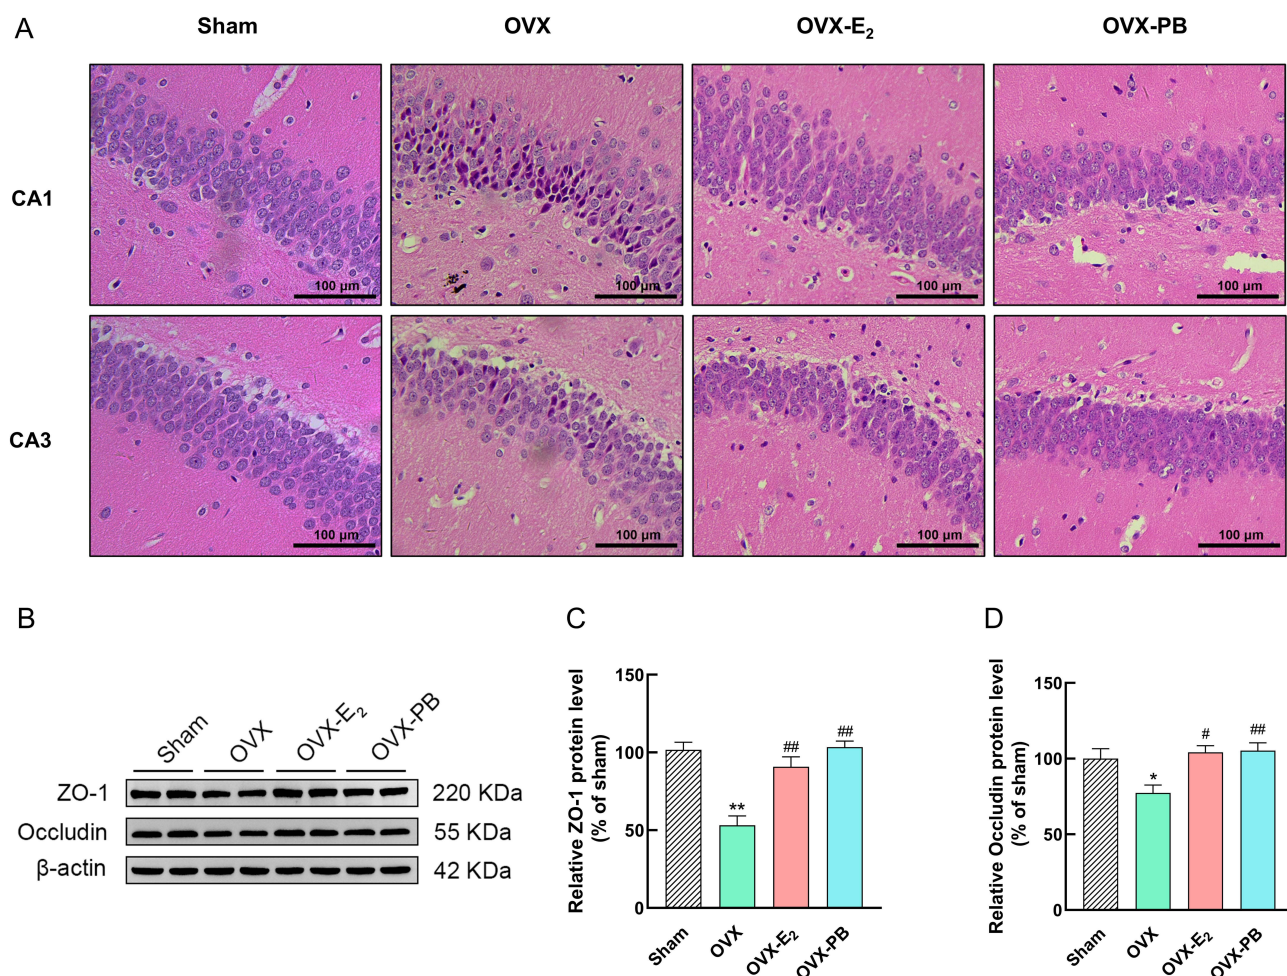 A
Sham
OVX
OVX-E₂
OVX-PB
CA1
100 µm
100 µm
100 µm
100 µm
CA3
100 µm
100 µm
100 µm
100 µm
B
Sham
OVX
OVX-E₂
OVX-PB
ZO-1
220 KDa
Occludin
55 KDa
β-actin
42 KDa
C
Relative ZO-1 protein level
(% of sham)
150
100
50
0
**
##
##
Sham
OVX
OVX-E₂
OVX-PB
D
Relative Occludin protein level
(% of sham)
150
100
50
0
*
#
##
Sham
OVX
OVX-E₂
OVX-PB